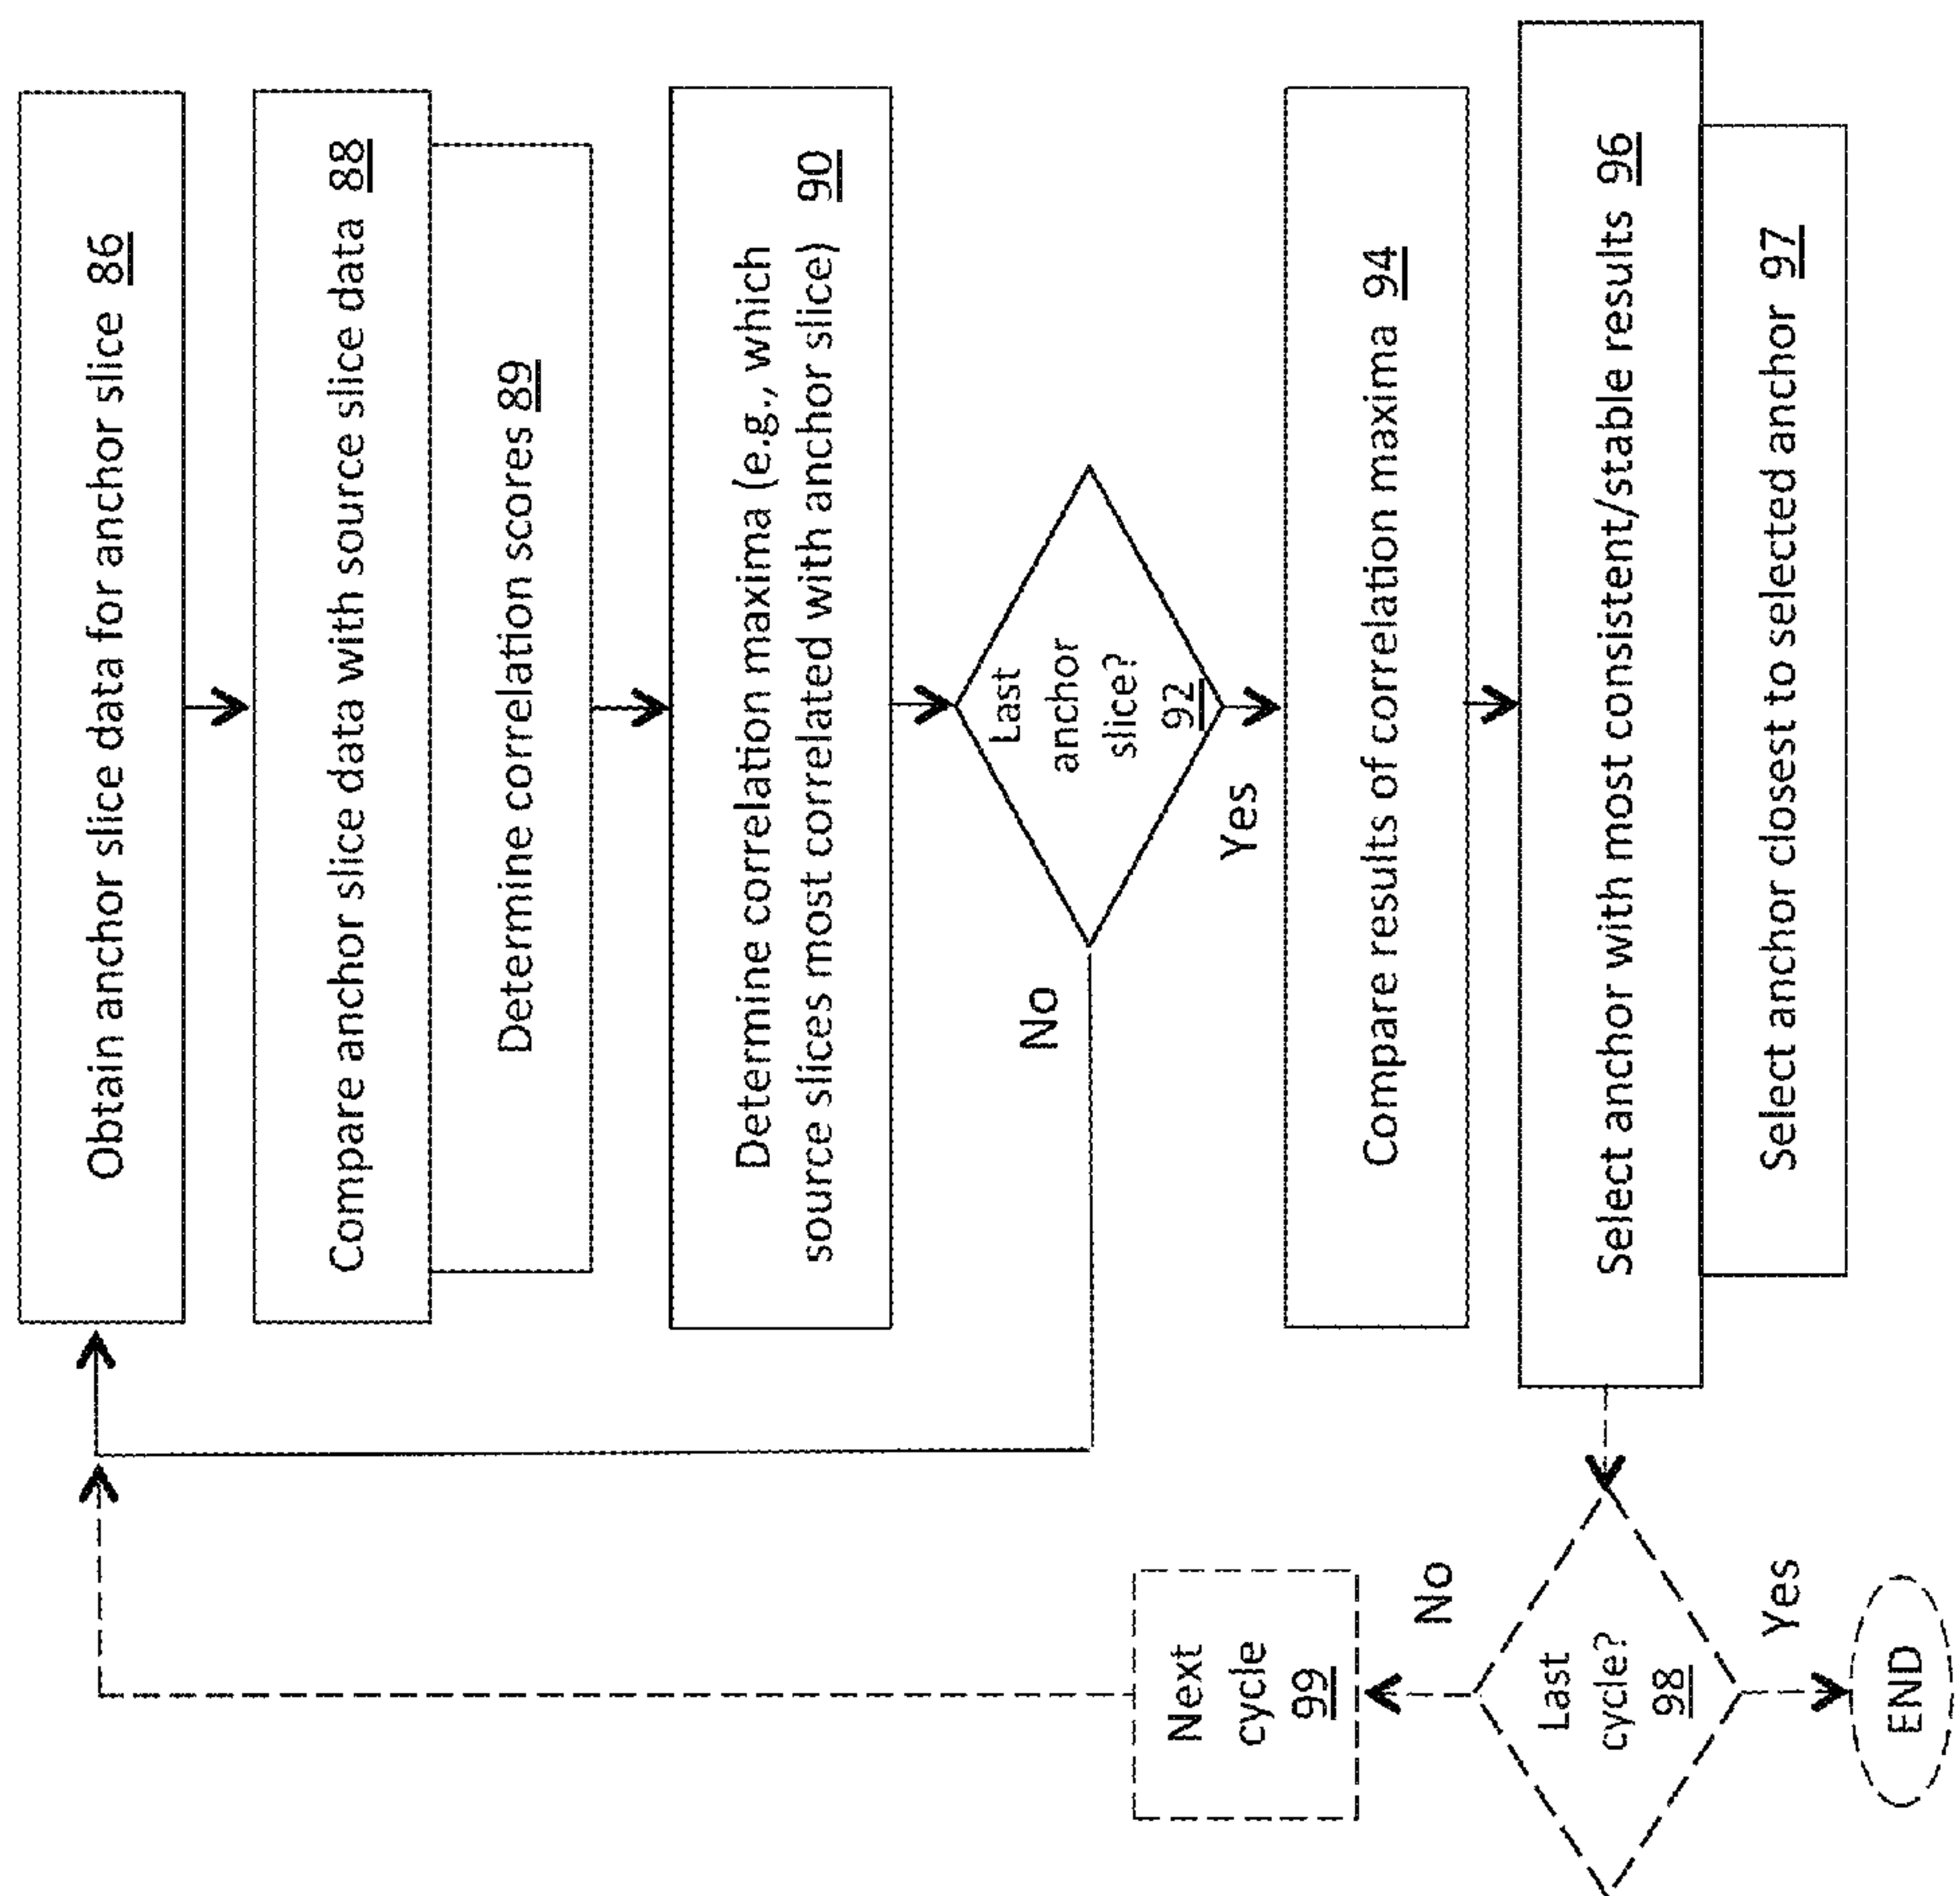 Obtain anchor slice data for anchor slice 86
Compare anchor slice data with source slice data 88
Determine correlation scores 89
Determine correlation maxima (e.g., which
source slices most correlated with anchor slice) 90
Last
anchor
slice?
92
No
Yes
Compare results of correlation maxima 94
Select anchor with most consistent/stable results 96
Select anchor closest to selected anchor 97
Last
cycle?
98
No
Yes
Next
cycle
99
END